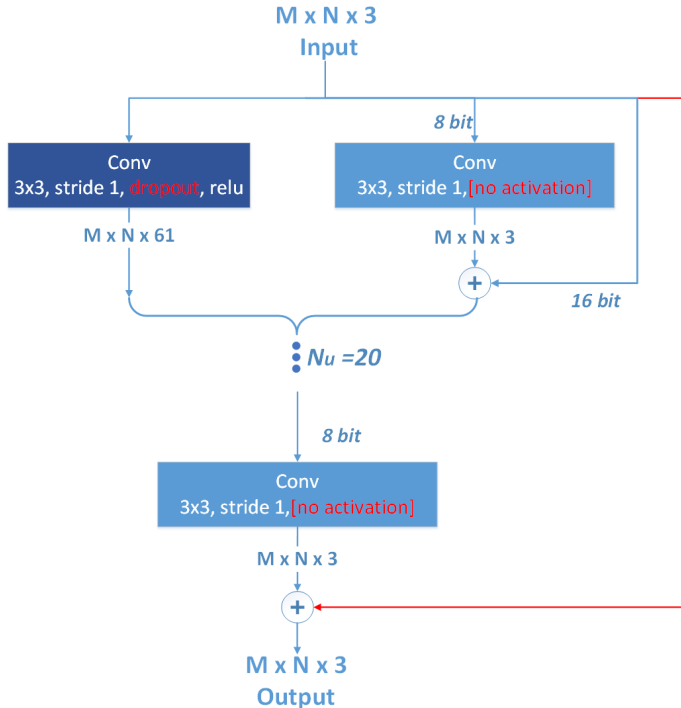 M x N x 3
Input
8 bit
Conv
3x3, stride 1, dropout, relu
Conv
3x3, stride 1,[no activation]
M x N x 61
M x N x 3
+
16 bit
Nu =20
8 bit
Conv
3x3, stride 1,[no activation]
M x N x 3
+
M x N x 3
Output